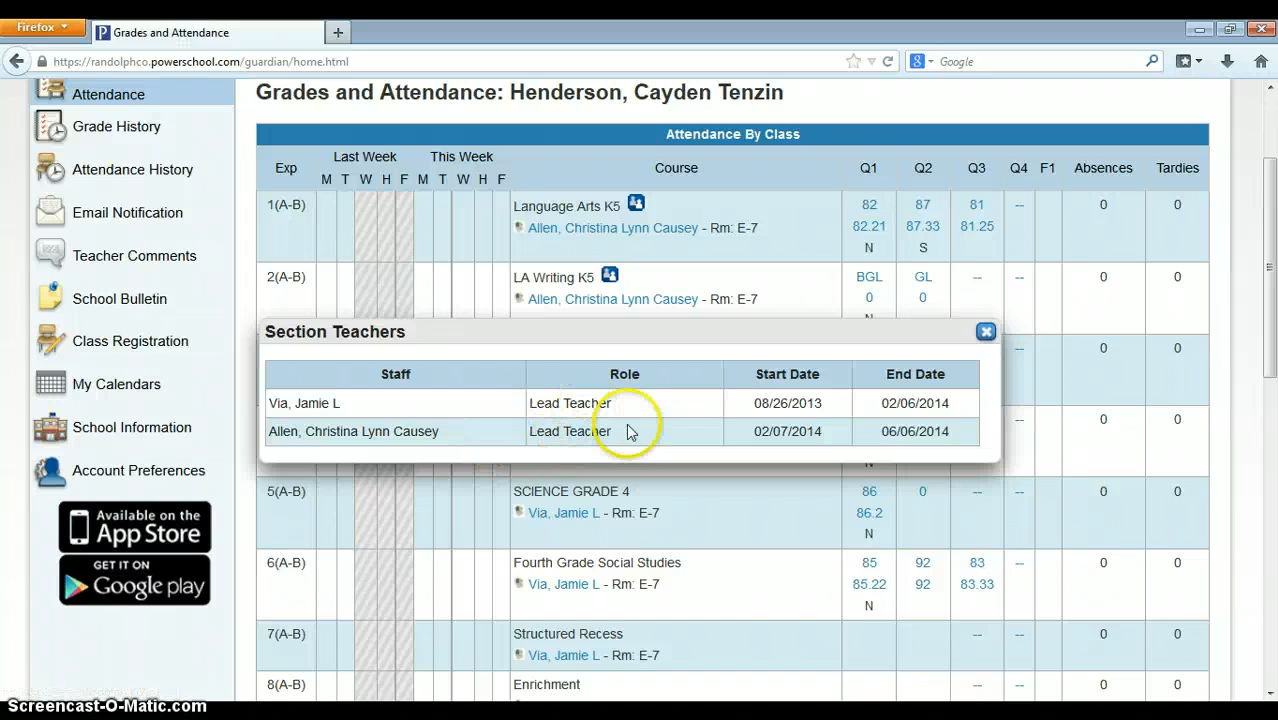 Firefox
Grades and Attendance
https://randolphco.powerschool.com/guardian/home.html
Google
Attendance
Grade History
Attendance History
Email Notification
Teacher Comments
School Bulletin
Class Registration
My Calendars
School Information
Account Preferences
Available on the
App Store
GET IT ON
Google play
Grades and Attendance: Henderson, Cayden Tenzin
Attendance By Class
Exp Last Week This Week Course Q1 Q2 Q3 Q4 F1 Absences Tardies
M T W H F M T W H F
1(A-B) Language Arts K5 82 87 81 -- 0 0
Allen, Christina Lynn Causey - Rm: E-7 82.21 87.33 81.25
N S
2(A-B) LA Writing K5 BGL GL -- -- 0 0
Allen, Christina Lynn Causey - Rm: E-7 0 0
N
Section Teachers
Staff Role Start Date End Date
Via, Jamie L Lead Teacher 08/26/2013 02/06/2014
Allen, Christina Lynn Causey Lead Teacher 02/07/2014 06/06/2014
-- 0 0
-- 0 0
N
5(A-B) SCIENCE GRADE 4 86 0 -- -- 0 0
Via, Jamie L - Rm: E-7 86.2
N
6(A-B) Fourth Grade Social Studies 85 92 83 -- 0 0
Via, Jamie L - Rm: E-7 85.22 92 83.33
N
7(A-B) Structured Recess -- -- 0 0
Via, Jamie L - Rm: E-7
8(A-B) Enrichment -- -- 0 0
Screencast-O-Matic.com